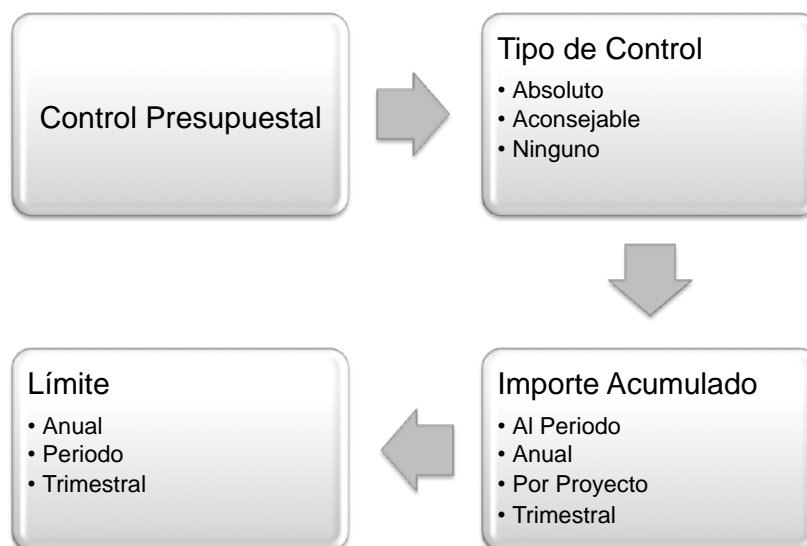 Control Presupuestal
Tipo de Control
• Absoluto
• Aconsejable
• Ninguno
Importe Acumulado
• Al Periodo
• Anual
• Por Proyecto
• Trimestral
Límite
• Anual
• Periodo
• Trimestral